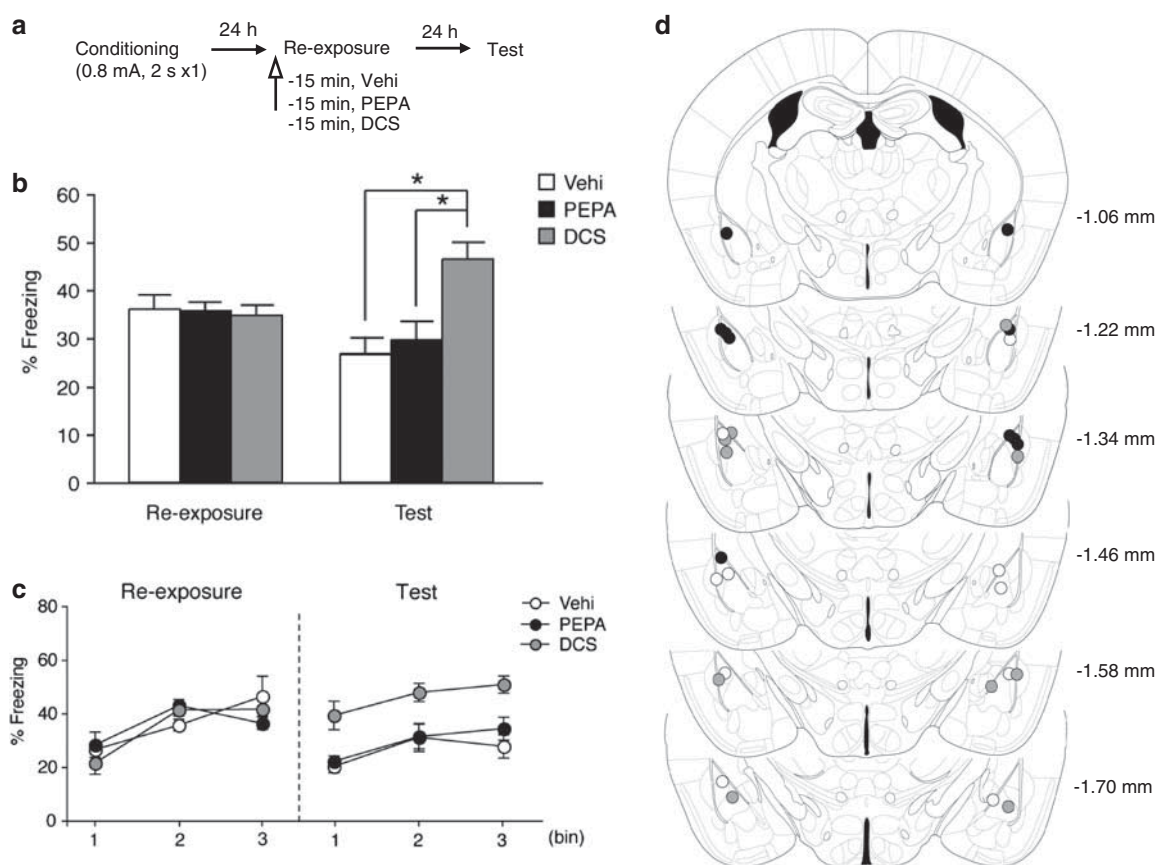 a
24 h
24 h
Conditioning
Re-exposure
Test
(0.8 mA, 2 s x1)
-15 min, Vehi
-15 min, PEPA
-15 min, DCS
b
% Freezing
60
50
40
30
20
10
0
*
*
Vehi
PEPA
DCS
Re-exposure
Test
c
Re-exposure
Test
% Freezing
80
60
40
20
0
Vehi
PEPA
DCS
1
2
3
1
2
3
(bin)
d
-1.06 mm
-1.22 mm
-1.34 mm
-1.46 mm
-1.58 mm
-1.70 mm